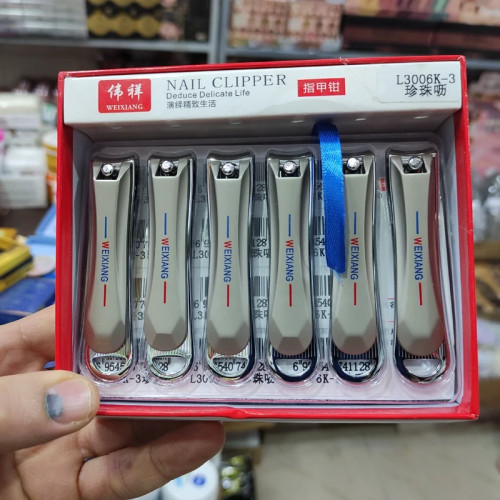 伟祥
WEIXIANG
NAIL CLIPPER
Deduce Delicate Life
演绎精致生活
指甲钳
L3006K-3
珍珠呖
WEIXIANG
WEIXIANG
WEIXIANG
WEIXIANG
WEIXIANG
WEIXIANG